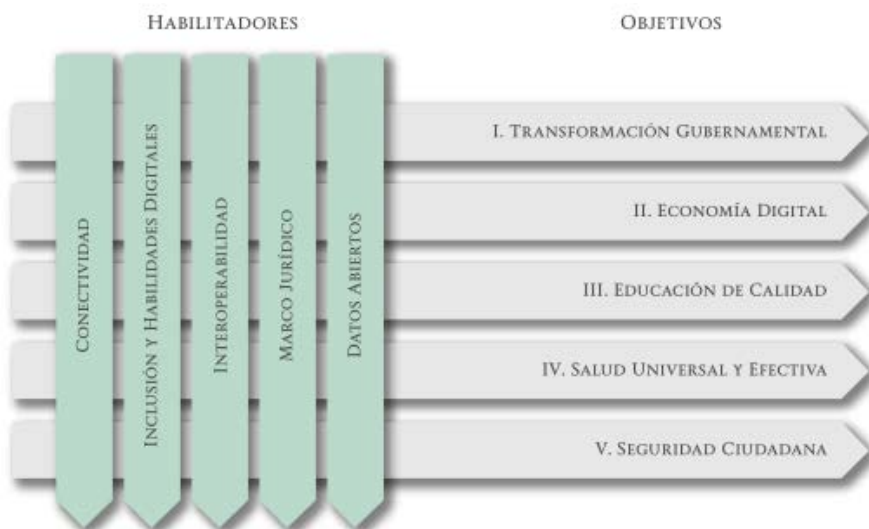 HABILITADORES
OBJETIVOS
CONECTIVIDAD
INCLUSIÓN Y HABILIDADES DIGITALES
INTEROPERABILIDAD
MARCO JURÍDICO
DATOS ABIERTOS
I. TRANSFORMACIÓN GUBERNAMENTAL
II. ECONOMÍA DIGITAL
III. EDUCACIÓN DE CALIDAD
IV. SALUD UNIVERSAL Y EFECTIVA
V. SEGURIDAD CIUDADANA